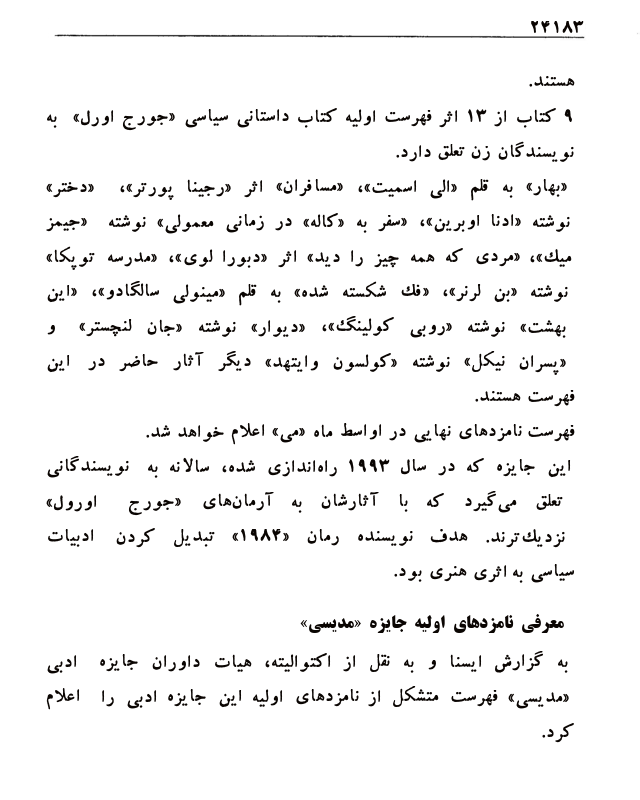 ۲۴۱۸۳
هستند.
۹ کتاب از ۱۳ اثر فهرست اولیه کتاب داستانی سیاسی «جورج اورل» به
نویسندگان زن تعلق دارد.
«بهار» به قلم «الی اسمیت»، «مسافران» اثر «رجینا پورتر»، «دختر»
نوشته «ادنا اوبرین»، «سفر به «کاله» در زمانی معمولی» نوشته «جیمز
میك»، «مردی که همه چیز را دید» اثر «دبورا لوی»، «مدرسه توپکا»
نوشته «بن لرنر»، «فك شکسته شده» به قلم «مینولی سالگادو»، «این
بهشت» نوشته «روبی کولینگ»، «دیوار» نوشته «جان لنچستر» و
«پسران نیکل» نوشته «کولسون وایتهد» دیگر آثار حاضر در این
فهرست هستند.
فهرست نامزدهای نهایی در اواسط ماه «می» اعلام خواهد شد.
این جایزه که در سال ۱۹۹۳ راه‌اندازی شده، سالانه به نویسندگانی
تعلق می‌گیرد که با آثارشان به آرمان‌های «جورج اورول»
نزدیك‌ترند. هدف نویسنده رمان «۱۹۸۴» تبدیل کردن ادبیات
سیاسی به اثری هنری بود.
معرفی نامزدهای اولیه جایزه «مدیسی»
به گزارش ایسنا و به نقل از اکتوالیته، هیات داوران جایزه ادبی
«مدیسی» فهرست متشکل از نامزدهای اولیه این جایزه ادبی را اعلام
کرد.